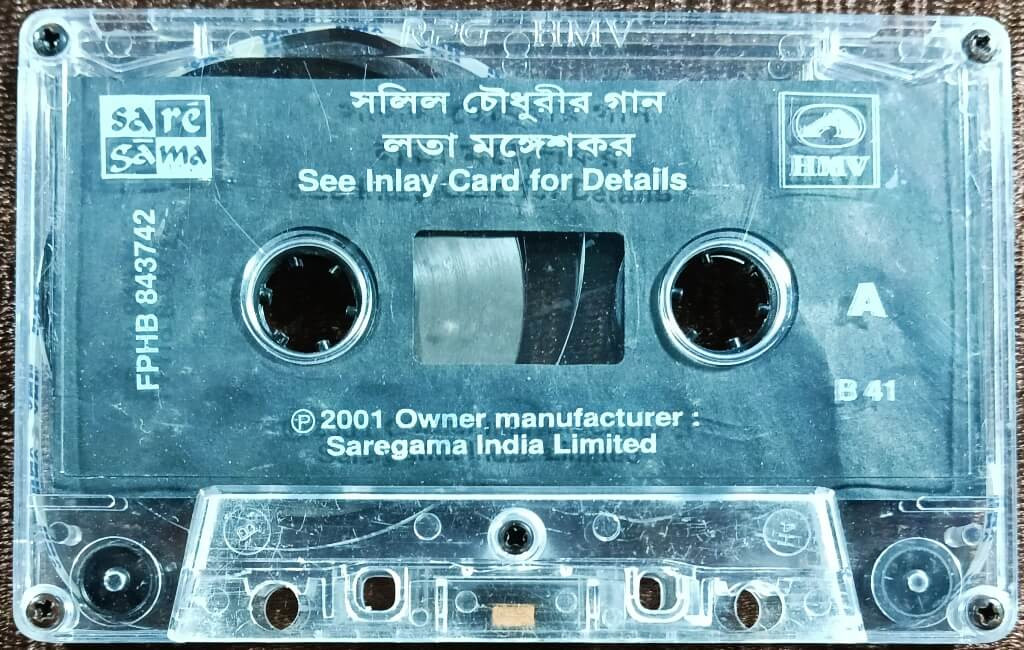 RPG HMV
sa rē
ga ma
সলিল চৌধুরীর গান
লতা মঙ্গেশকর
See Inlay Card for Details
HMV
FPHB 843742
A
B 41
℗ 2001 Owner manufacturer :
Saregama India Limited